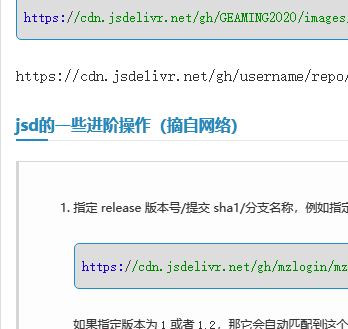 https://cdn.jsdelivr.net/gh/GEAMING2020/images
https://cdn.jsdelivr.net/gh/username/repo/
jsd的一些进阶操作（摘自网络）
1. 指定 release 版本号/提交 sha1/分支名称，例如指定
https://cdn.jsdelivr.net/gh/mzlogin/mz
如果指定版本为 1 或者 1.2，那它会自动匹配到这个